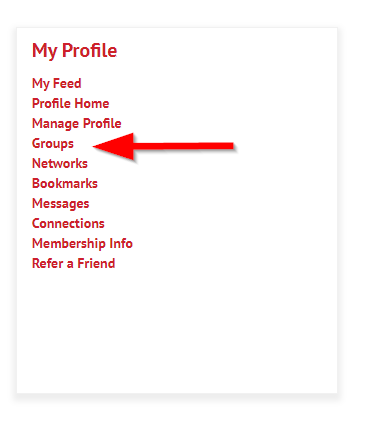 My Profile
My Feed
Profile Home
Manage Profile
Groups
Networks
Bookmarks
Messages
Connections
Membership Info
Refer a Friend